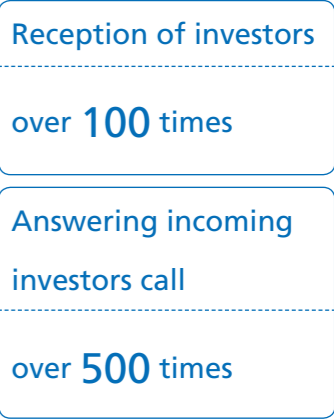 Reception of investors
over 100 times
Answering incoming
investors call
over 500 times